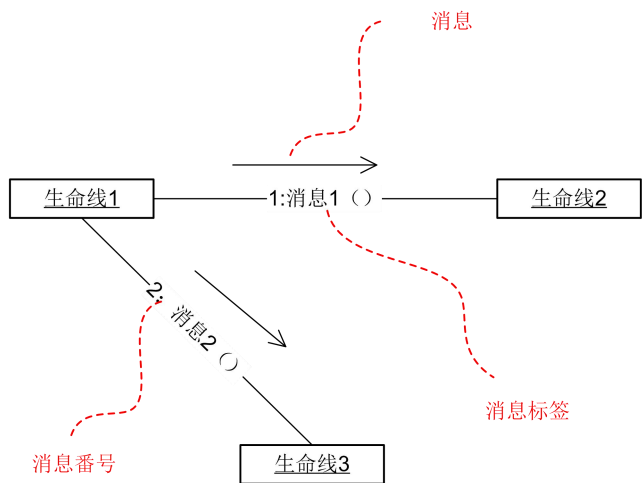 消息
生命线1
1:消息1（）
生命线2
2：消息2（）
消息标签
消息番号
生命线3